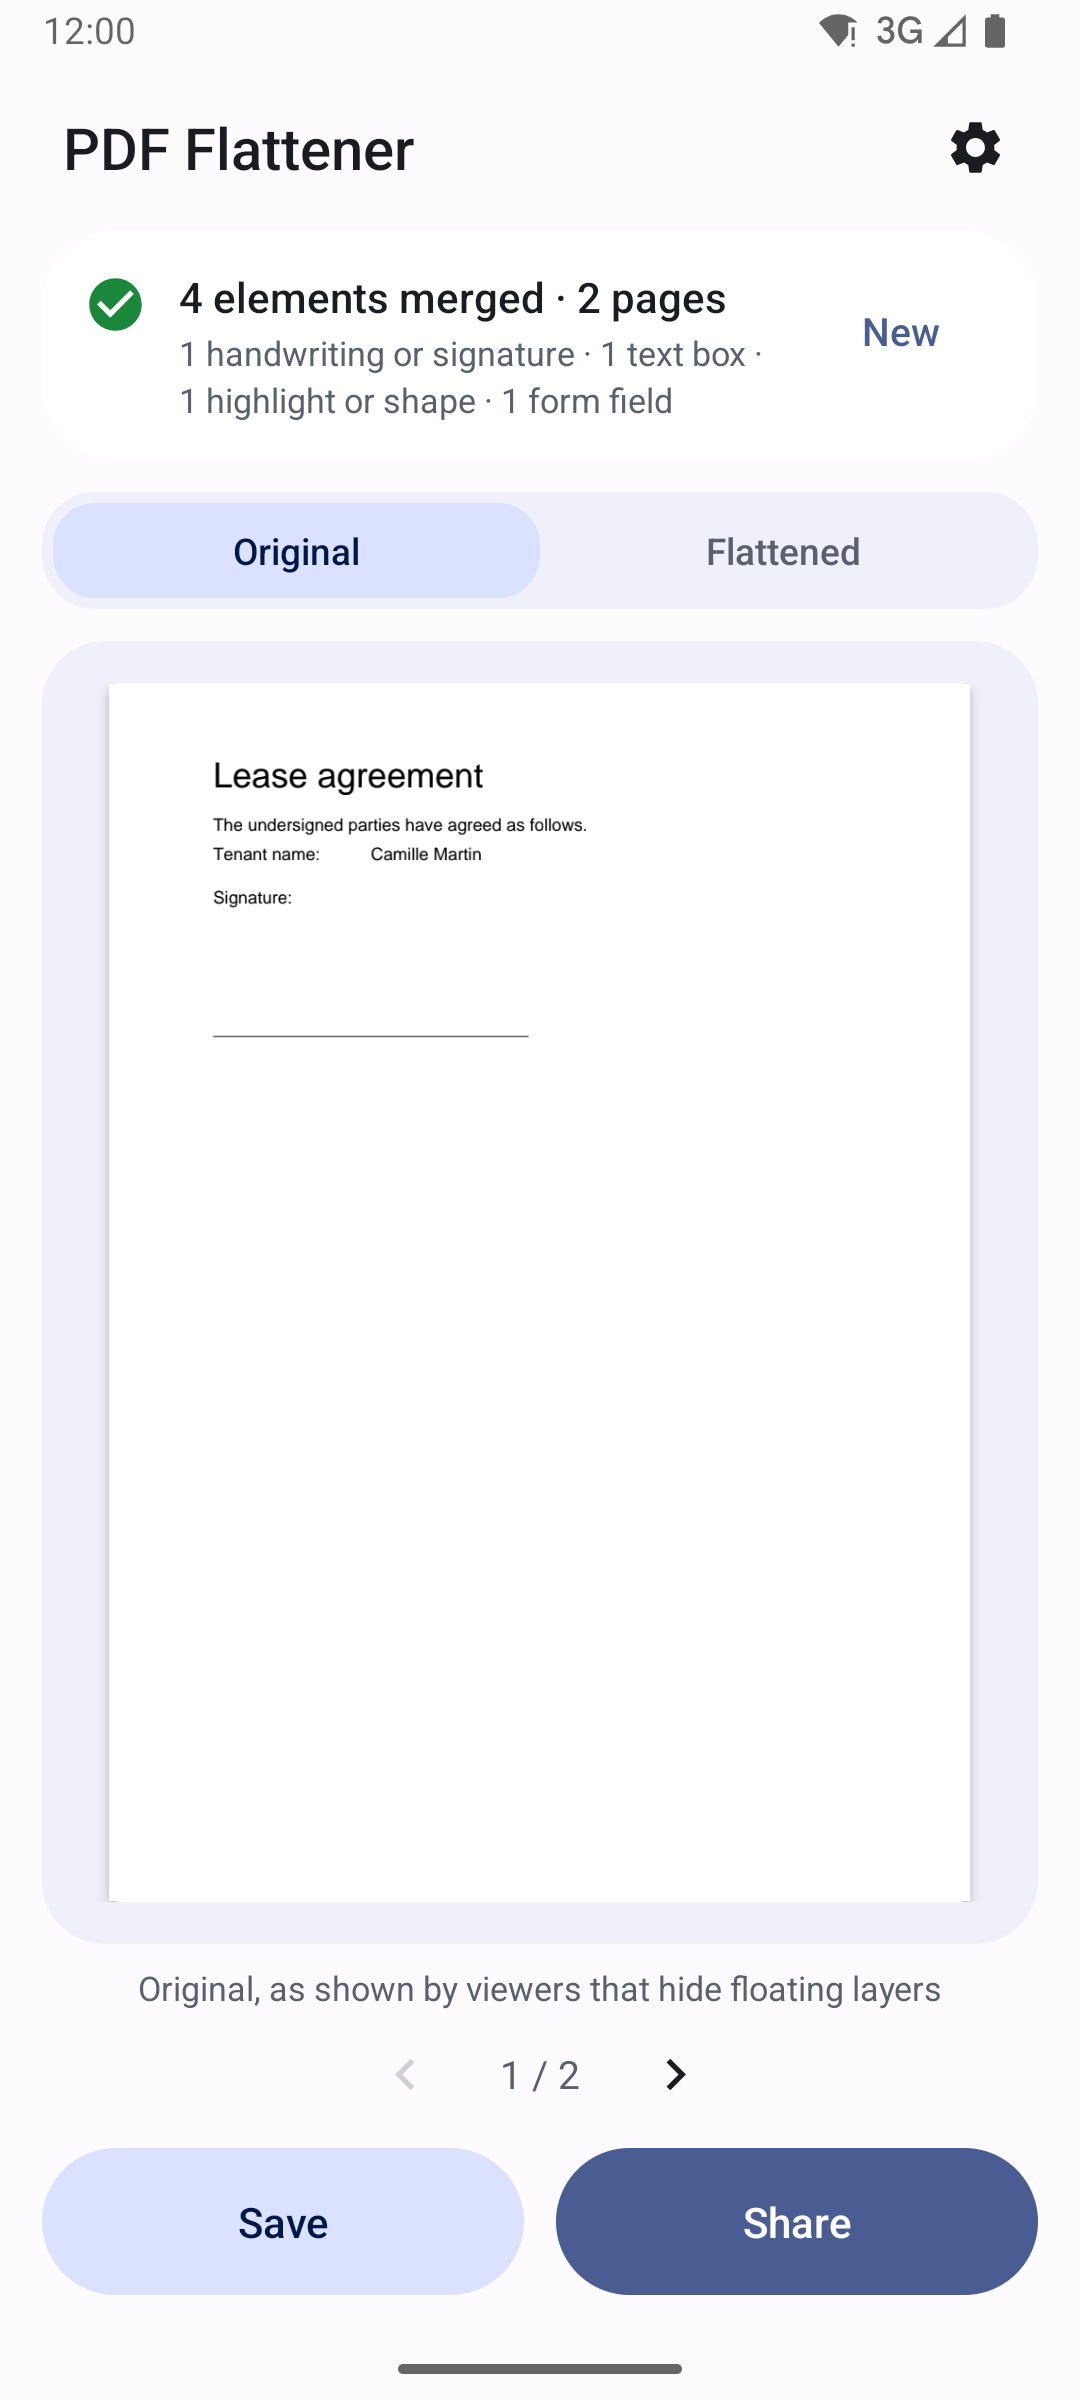 12:00
3G
PDF Flattener
4 elements merged · 2 pages
1 handwriting or signature · 1 text box ·
1 highlight or shape · 1 form field
New
Original
Flattened
Lease agreement
The undersigned parties have agreed as follows.
Tenant name: Camille Martin
Signature:
Original, as shown by viewers that hide floating layers
1 / 2
Save
Share